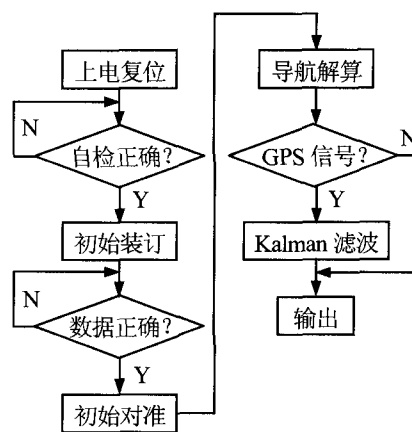 上电复位
N
自检正确?
Y
初始装订
N
数据正确?
Y
初始对准
导航解算
N
GPS 信号?
Y
Kalman 滤波
输出